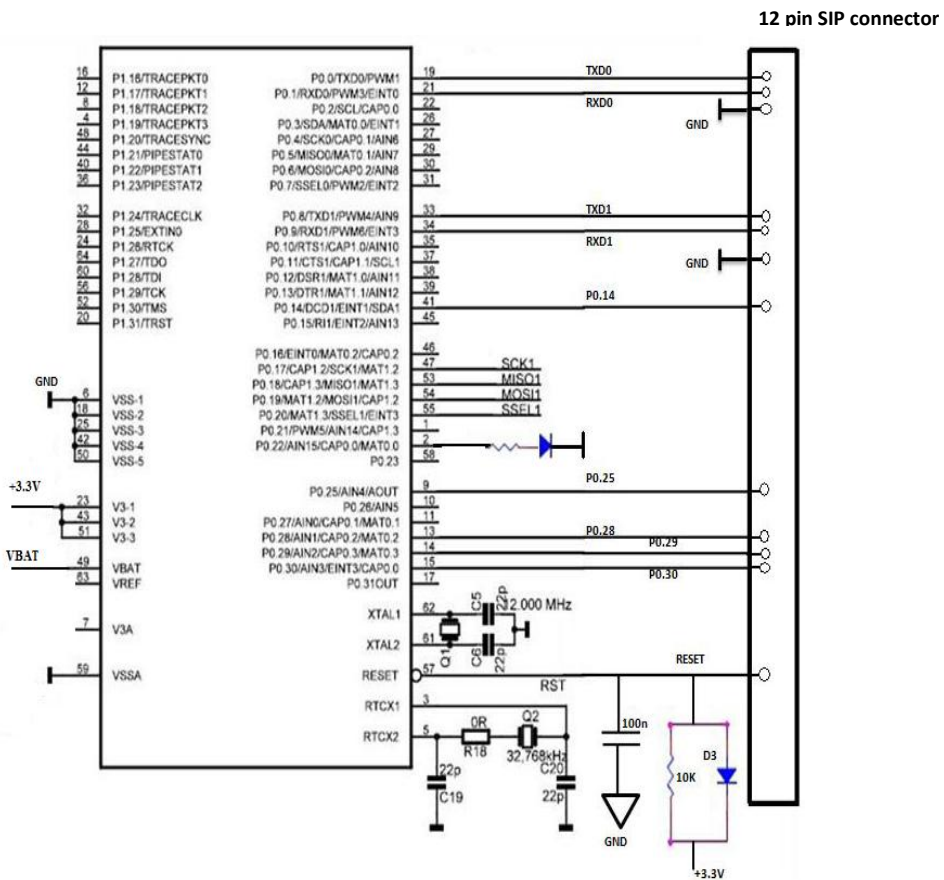 12 pin SIP connector
16 P1.16/TRACEPKT0
12 P1.17/TRACEPKT1
8 P1.18/TRACEPKT2
4 P1.19/TRACEPKT3
48 P1.20/TRACESYNC
44 P1.21/PIPESTAT0
40 P1.22/PIPESTAT1
36 P1.23/PIPESTAT2
32 P1.24/TRACECLK
28 P1.25/EXTIN0
24 P1.26/RTCK
64 P1.27/TDO
60 P1.28/TDI
56 P1.29/TCK
52 P1.30/TMS
20 P1.31/TRST
GND
6 VSS-1
18 VSS-2
25 VSS-3
42 VSS-4
50 VSS-5
+3.3V
23 V3-1
43 V3-2
51 V3-3
VBAT
49 VBAT
63 VREF
7 V3A
59 VSSA
P0.0/TXD0/PWM1 19 TXD0
P0.1/RXD0/PWM3/EINT0 21 RXD0
P0.2/SCL/CAP0.0 22
GND
P0.3/SDA/MAT0.0/EINT1 26
P0.4/SCK0/CAP0.1/AIN6 27
P0.5/MISO0/MAT0.1/AIN7 29
P0.6/MOSI0/CAP0.2/AIN8 30
P0.7/SSEL0/PWM2/EINT2 31
P0.8/TXD1/PWM4/AIN9 33 TXD1
P0.9/RXD1/PWM6/EINT3 34 RXD1
P0.10/RTS1/CAP1.0/AIN10 35
P0.11/CTS1/CAP1.1/SCL1 37
GND
P0.12/DSR1/MAT1.0/AIN11 38
P0.13/DTR1/MAT1.1/AIN12 39
P0.14/DCD1/EINT1/SDA1 41 P0.14
P0.15/RI1/EINT2/AIN13 45
P0.16/EINT0/MAT0.2/CAP0.2 46
P0.17/CAP1.2/SCK1/MAT1.2 47 SCK1
P0.18/CAP1.3/MISO1/MAT1.3 53 MISO1
P0.19/MAT1.2/MOSI1/CAP1.2 54 MOSI1
P0.20/MAT1.3/SSEL1/EINT3 55 SSEL1
P0.21/PWM5/AIN14/CAP1.3 1
P0.22/AIN15/CAP0.0/MAT0.0 2
P0.23 58
P0.25/AIN4/AOUT 9 P0.25
P0.26/AIN5 10
P0.27/AIN0/CAP0.1/MAT0.1 11
P0.28/AIN1/CAP0.2/MAT0.2 13 P0.28
P0.29/AIN2/CAP0.3/MAT0.3 14 P0.29
P0.30/AIN3/EINT3/CAP0.0 15 P0.30
P0.31OUT 17
XTAL1 62
C5 22p
2.000 MHz
XTAL2 61
Q1
C6 22p
RESET 57 RST RESET
RTCX1 3
RTCX2 5
0R
R18
Q2
32,768kHz
22p
C19
C20
22p
100n
GND
10K
D3
+3.3V